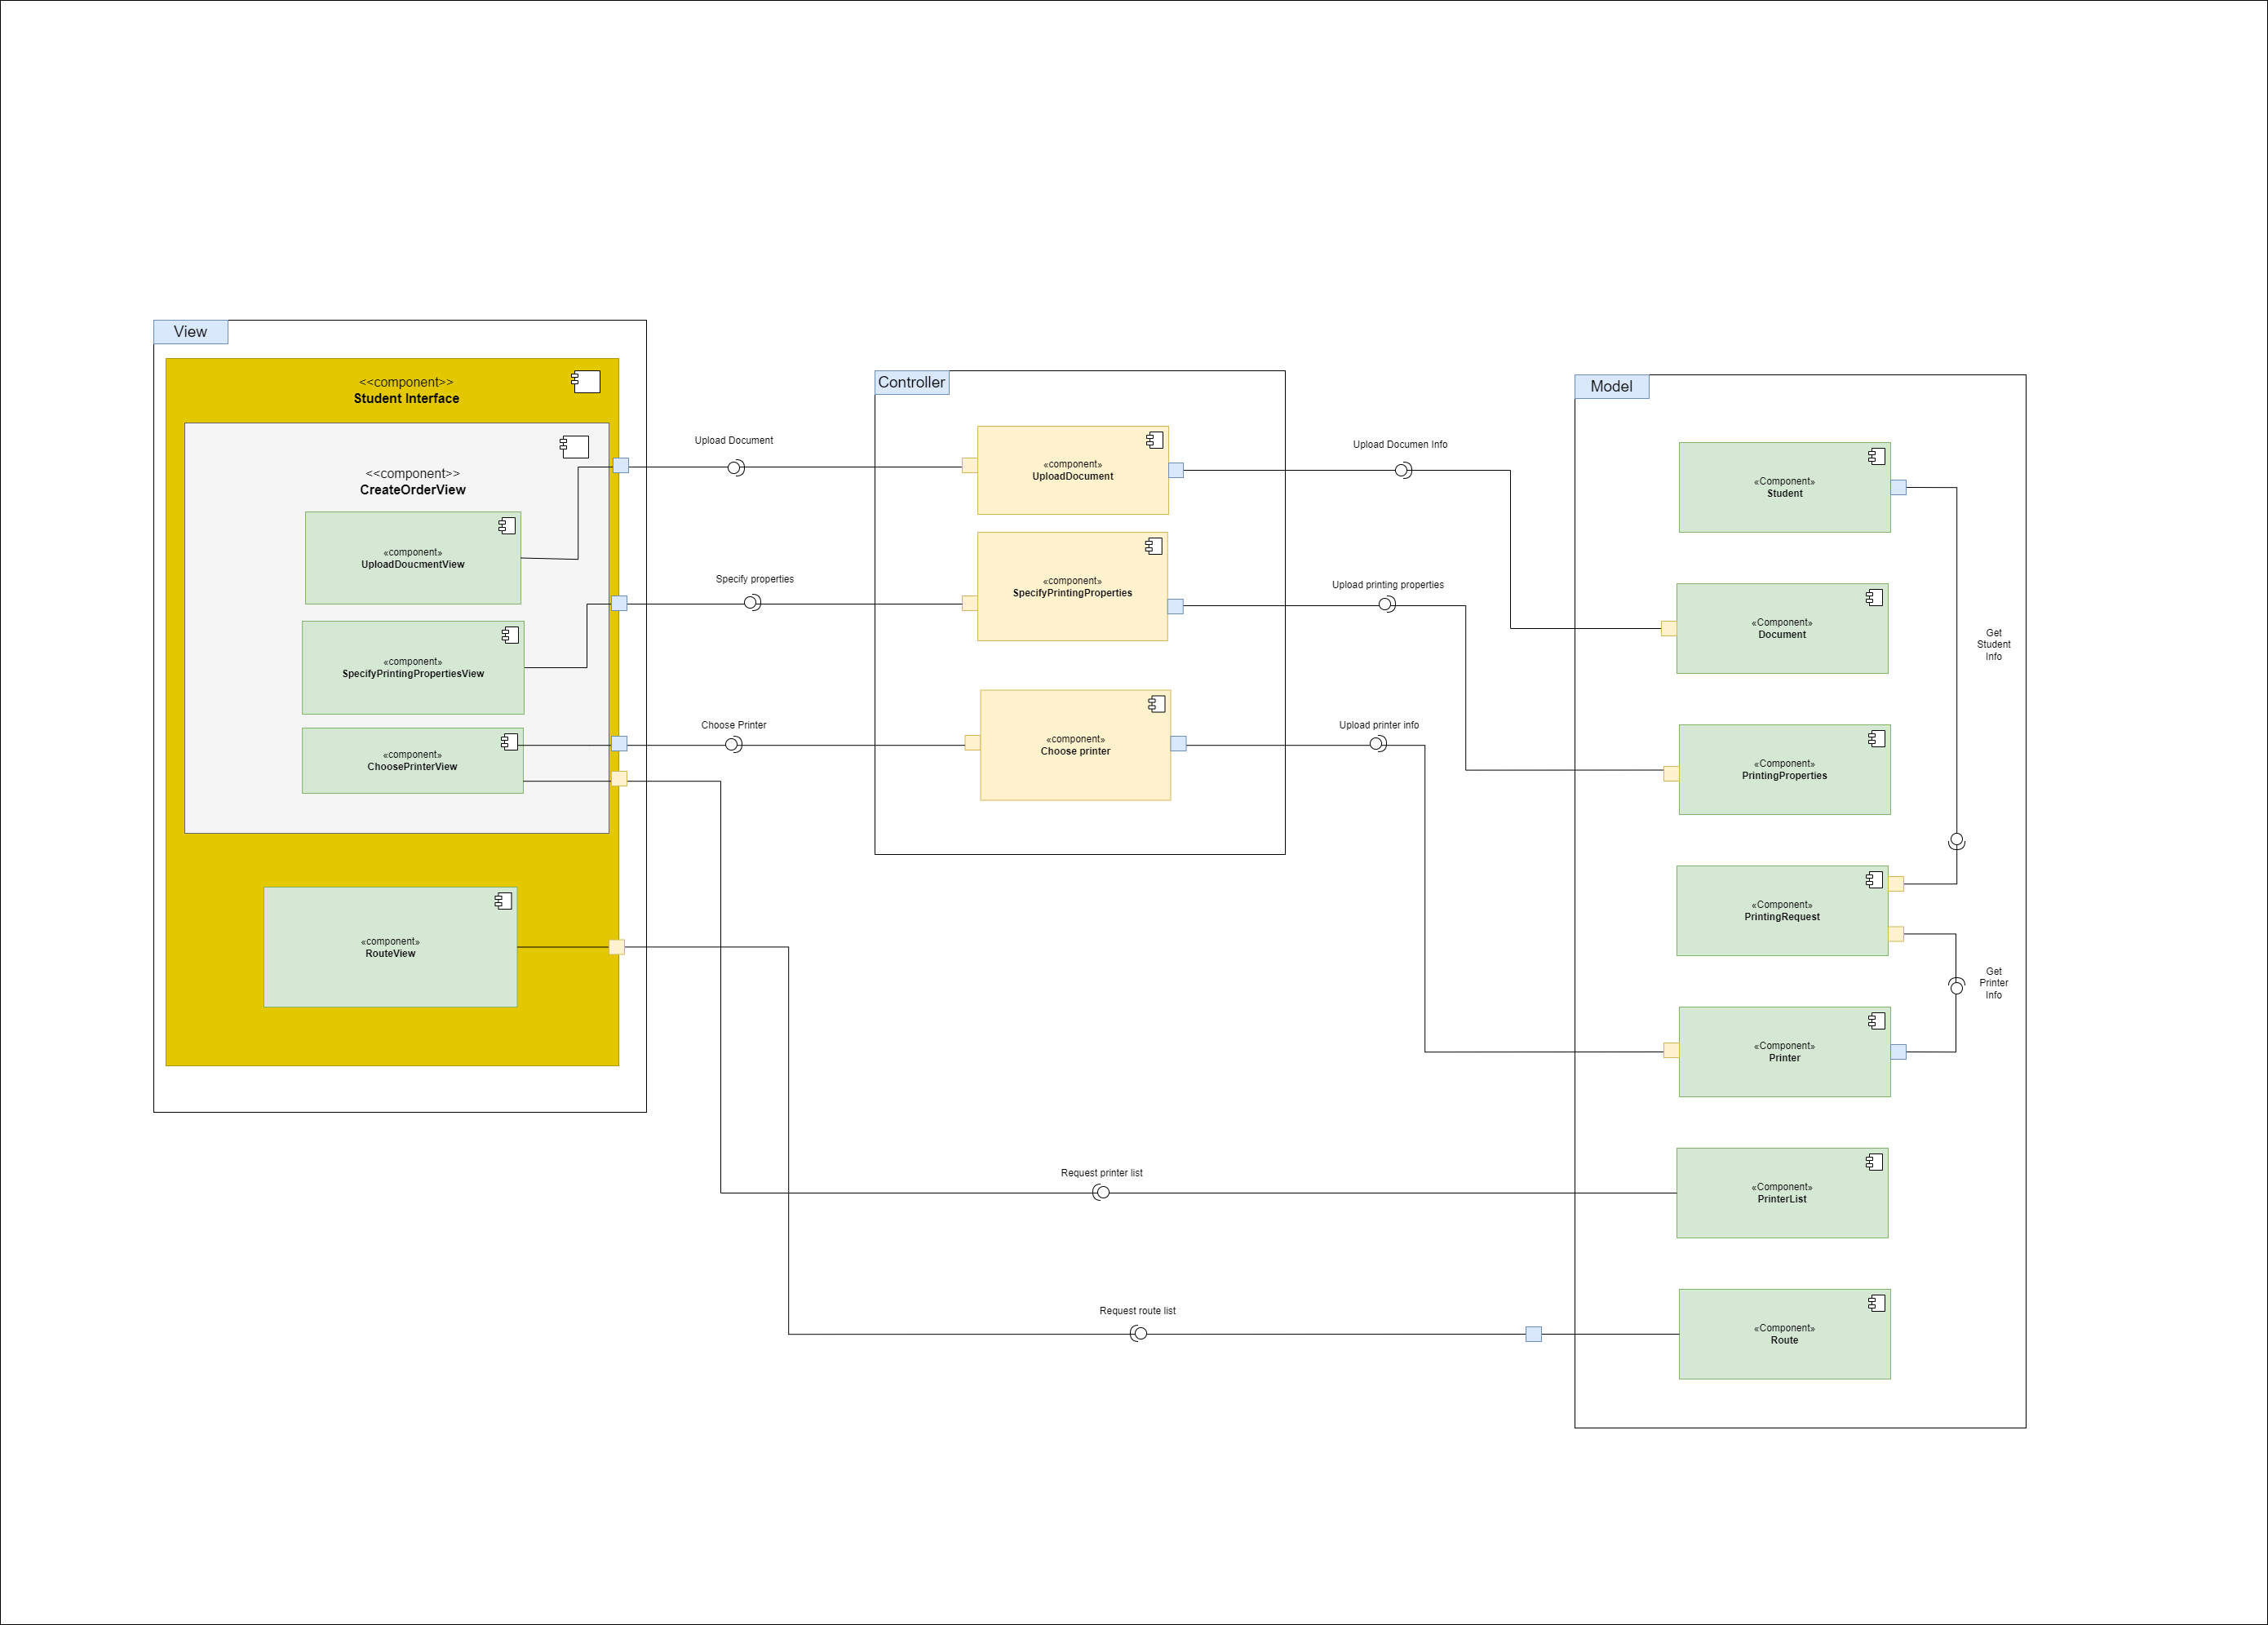 View
<<component>>
Student Interface
<<component>>
CreateOrderView
«component»
UploadDoucmentView
«component»
SpecifyPrintingPropertiesView
«component»
ChoosePrinterView
«component»
RouteView
Upload Document
Specify properties
Choose Printer
Controller
«component»
UploadDocument
«component»
SpecifyPrintingProperties
«component»
Choose printer
Upload Documen Info
Upload printing properties
Upload printer info
Request printer list
Request route list
Model
«Component»
Student
«Component»
Document
«Component»
PrintingProperties
«Component»
PrintingRequest
«Component»
Printer
«Component»
PrinterList
«Component»
Route
Get
Student
Info
Get
Printer
Info